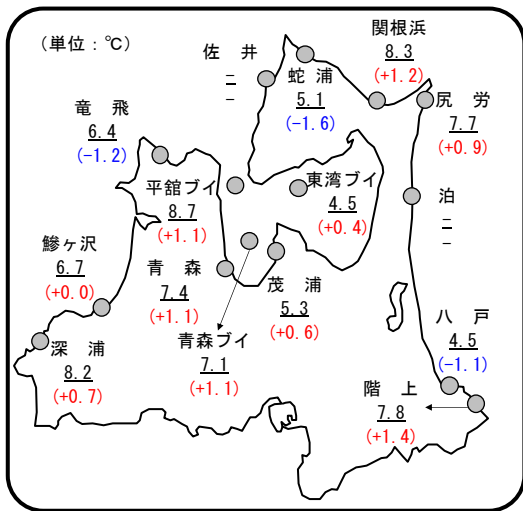 (単位：℃)
関根浜
8.3
(+1.2)
佐 井
－－
－
蛇 浦
5.1
(−1.6)
尻 労
7.7
(+0.9)
竜 飛
6.4
(−1.2)
平舘ブイ
8.7
(+1.1)
東湾ブイ
4.5
(+0.4)
泊
－－
－
鰺ヶ沢
6.7
(+0.0)
青 森
7.4
(+1.1)
茂 浦
5.3
(+0.6)
青森ブイ
7.1
(+1.1)
八 戸
4.5
(−1.1)
深 浦
8.2
(+0.7)
階 上
7.8
(+1.4)